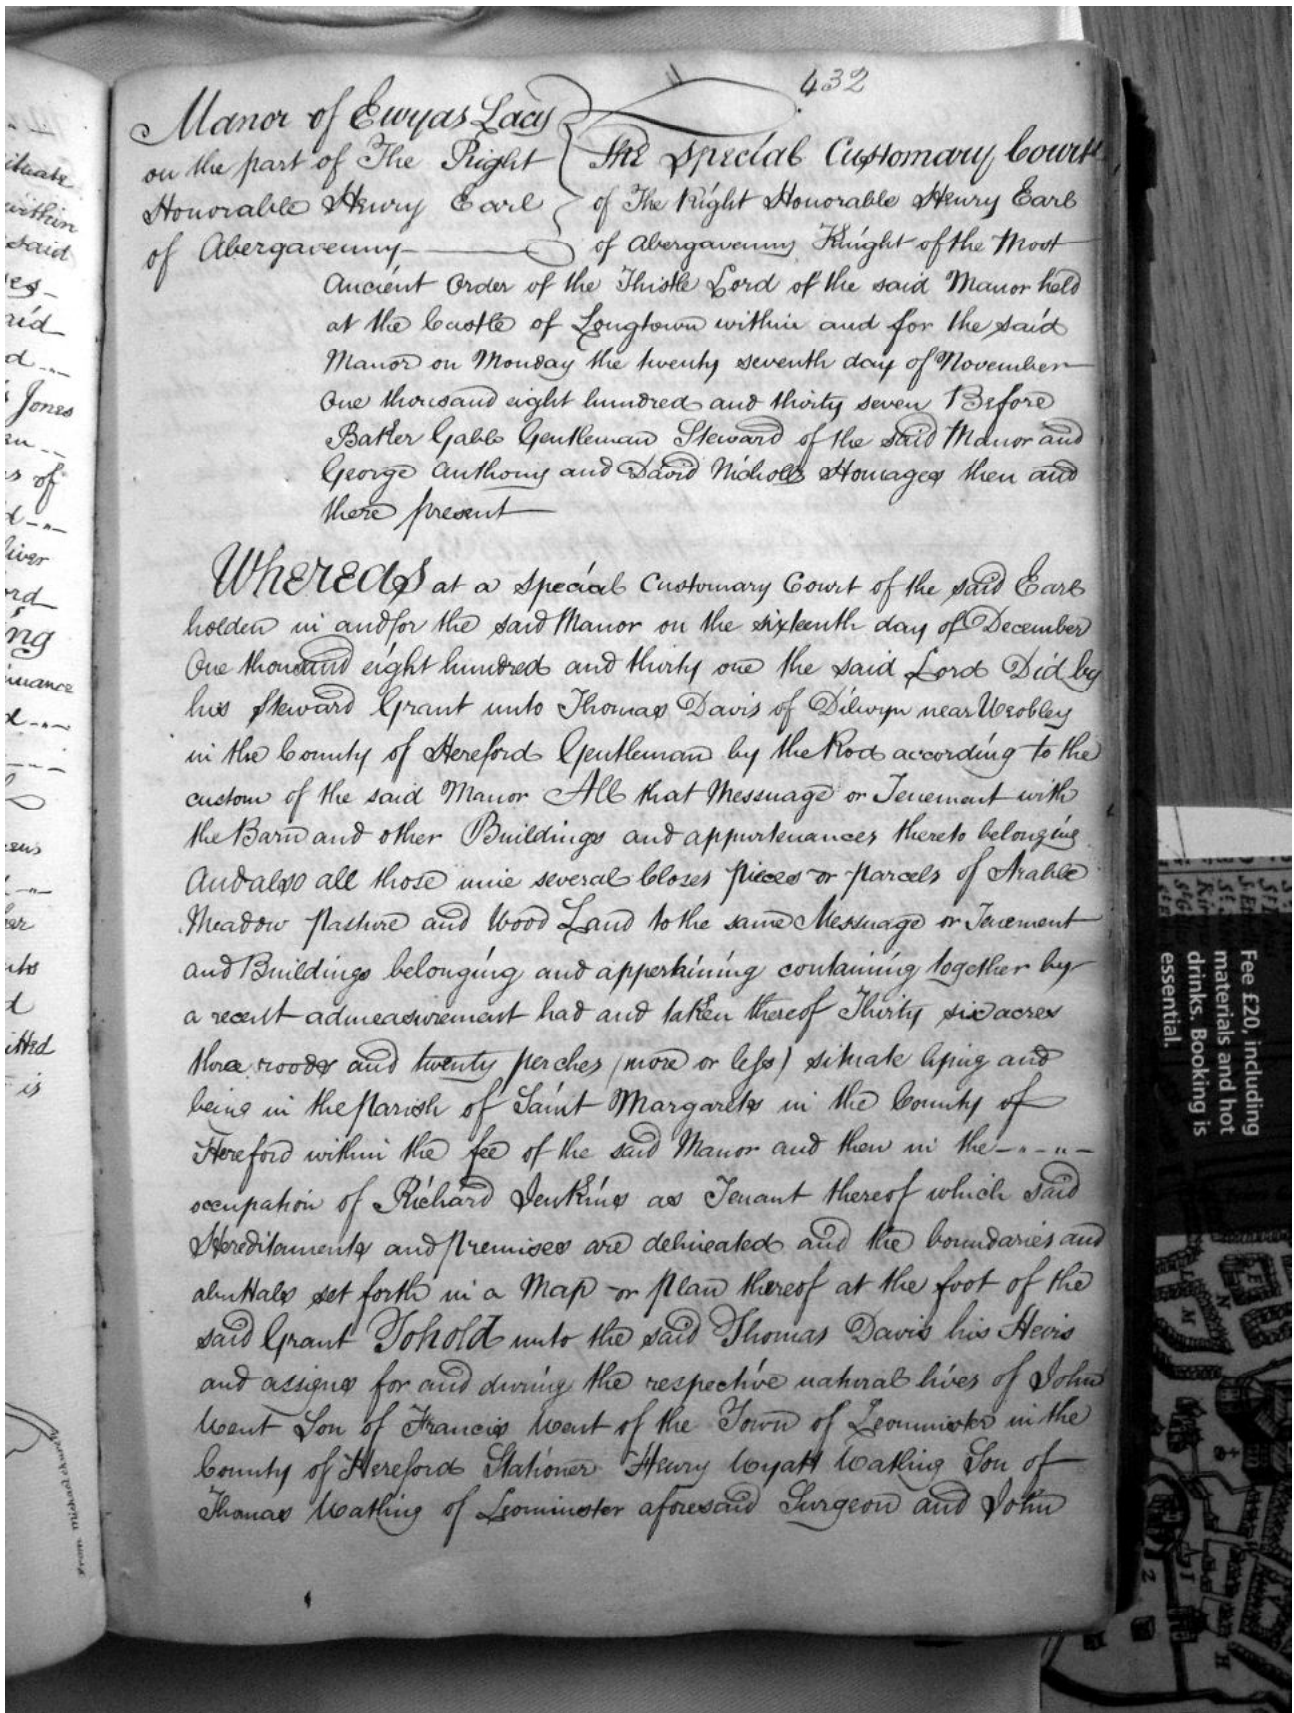 432
Manor of Ewyas Lacy
on the part of The Right
Honorable Henry Earl
of Abergavenny
The Special Customary Court
of The Right Honorable Henry Earl
of Abergavenny Knight of the Most
Ancient Order of the Thistle Lord of the said Manor held
at the Castle of Longtown within and for the said
Manor on Monday the twenty seventh day of November
One thousand eight hundred and thirty seven Before
Baker Gabb Gentleman Steward of the said Manor and
George Anthony and David Nicholls Homages then and
there present
Whereas at a Special Customary Court of the said Earl
holden in and for the said Manor on the sixteenth day of December
One thousand eight hundred and thirty one the said Lord Did by
his Steward Grant unto Thomas Davis of Dilwyn near Weobley
in the County of Hereford Gentleman by the Rod according to the
custom of the said Manor All that Messuage or Tenement with
the Barn and other Buildings and appurtenances thereto belonging
And also all those nine several Closes pieces or parcels of Arable
Meadow Pasture and Wood Land to the same Messuage or Tenement
and Buildings belonging and appertaining containing together by
a recent admeasurement had and taken thereof Thirty six acres
three roods and twenty perches (more or less) situate lying and
being in the Parish of Saint Margarets in the County of
Hereford within the fee of the said Manor and then in the
occupation of Richard Jenkins as Tenant thereof which said
Hereditaments and premises are delineated and the boundaries and
abuttals set forth in a Map or plan thereof at the foot of the
said Grant To hold unto the said Thomas Davis his Heirs
and assigns for and during the respective natural lives of John
Went Son of Francis Went of the Town of Leominster in the
County of Hereford Stationer Henry Wyatt Watling Son of
Thomas Watling of Leominster aforesaid Surgeon and John
ituate
within
said
aid
Jones
s of
ord
ing
is
from Michaelchurch
Fee £20, including
materials and hot
drinks. Booking is
essential.